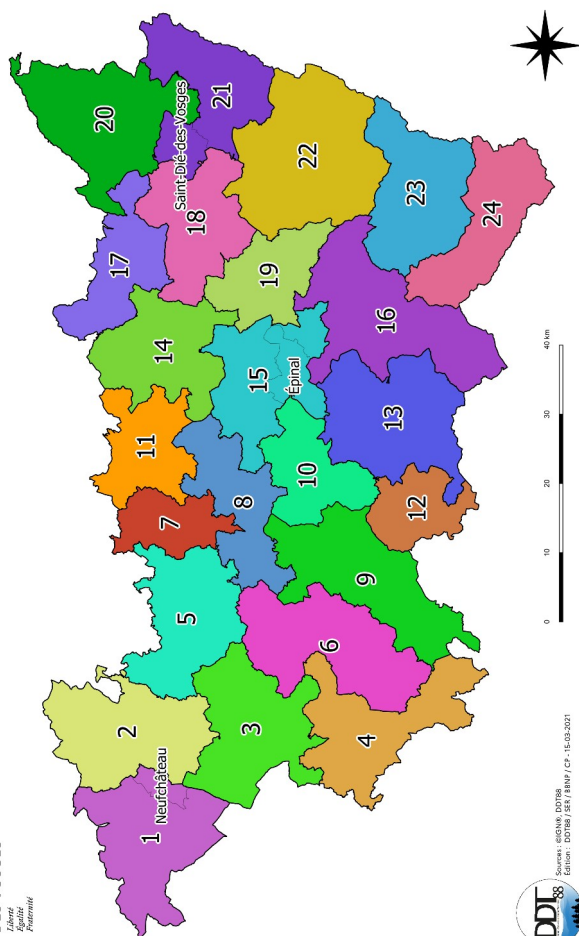 Liberté
Égalité
Fraternité
20
21
Saint-Dié-des-Vosges
17
18
22
14
19
23
24
11
15
16
Épinal
7
8
10
13
5
12
9
2
6
3
Neufchâteau
1
4
0 10 20 30 40 km
DDT
88
Sources : ©IGN®, DDT88
Édition : DDT88 / SER / BBNP / CP - 15-03-2021